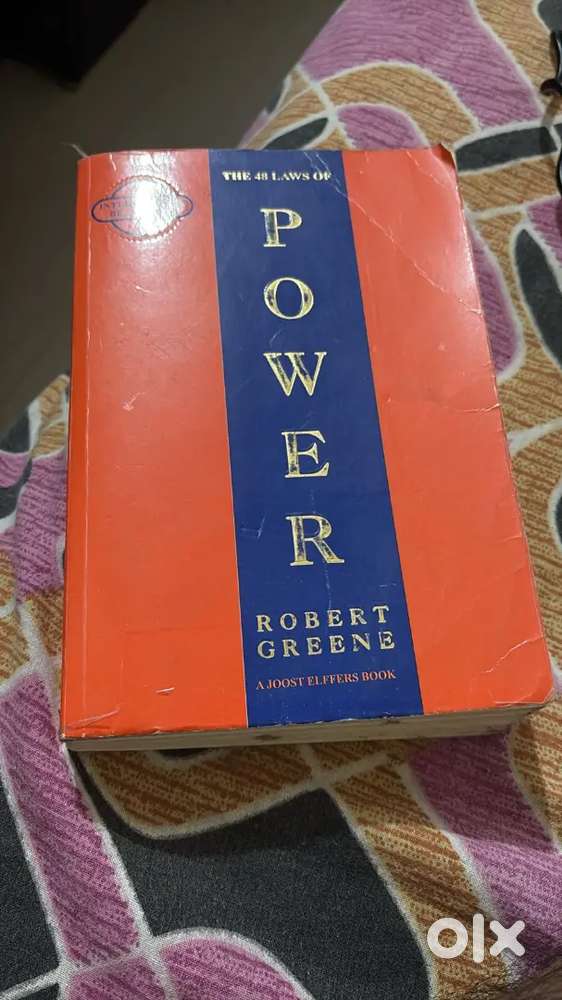 THE 48 LAWS OF
POWER
ROBERT
GREENE
A JOOST ELFFERS BOOK
olx